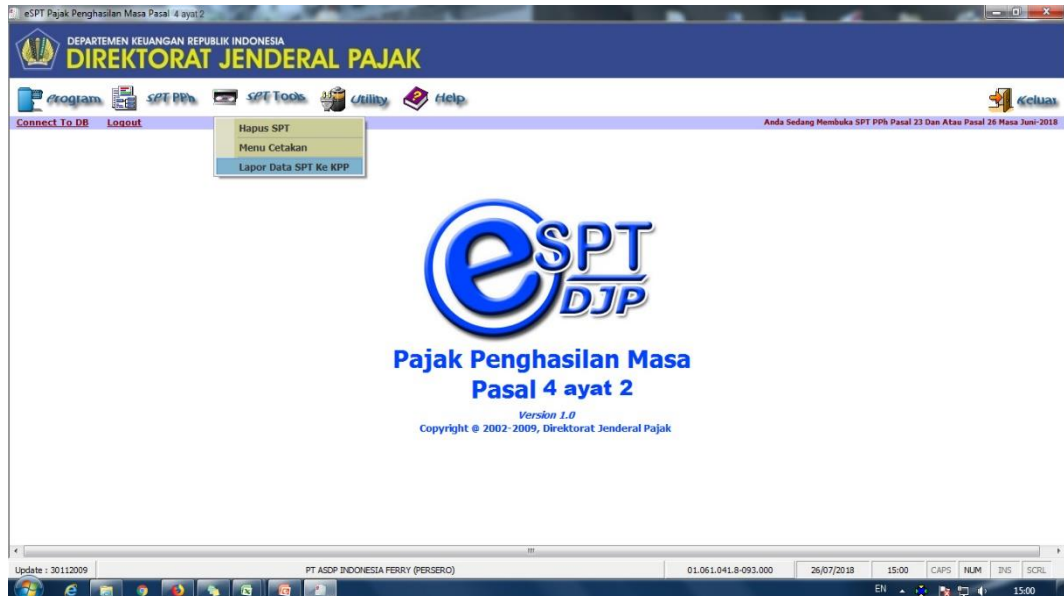 eSPT Pajak Penghasilan Masa Pasal 4 ayat 2
DEPARTEMEN KEUANGAN REPUBLIK INDONESIA
DIREKTORAT JENDERAL PAJAK
Program SPT PPh SPT Tools Utility Help Keluar
Connect To DB Logout Anda Sedang Membuka SPT PPh Pasal 23 Dan Atau Pasal 26 Masa Juni-2018
Hapus SPT
Menu Cetakan
Lapor Data SPT Ke KPP
eSPT
DJP
Pajak Penghasilan Masa
Pasal 4 ayat 2
Version 1.0
Copyright @ 2002-2009, Direktorat Jenderal Pajak
Update : 30112009 PT ASDP INDONESIA FERRY (PERSERO) 01.061.041.8-093.000 26/07/2018 15:00 CAPS NUM INS SCRL
EN 15:00